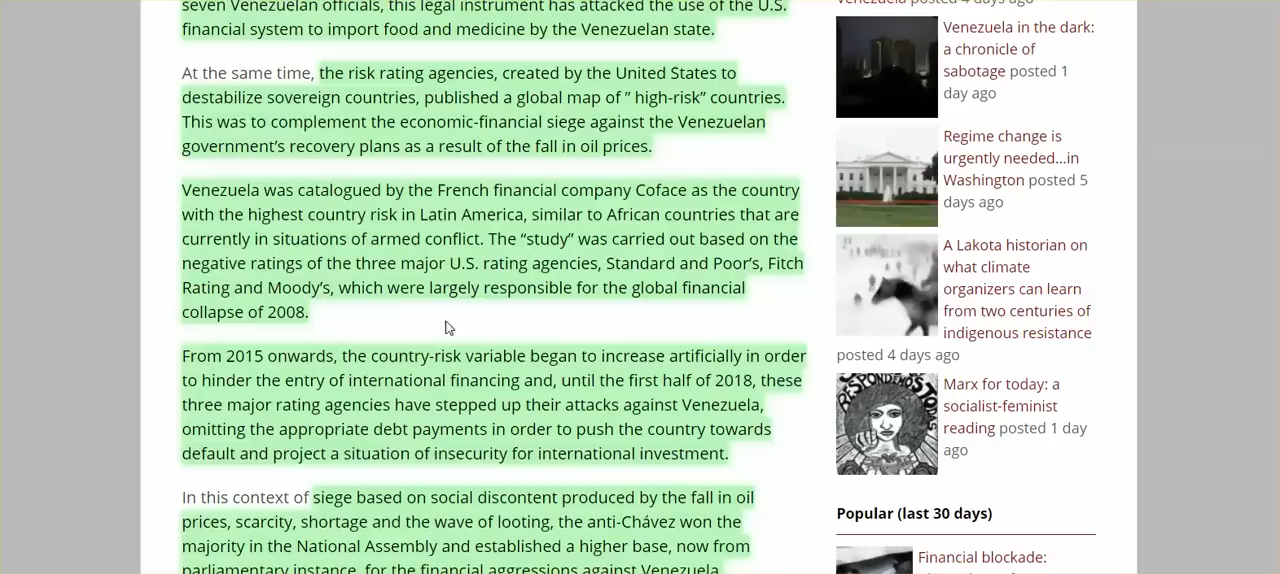 seven Venezuelan officials, this legal instrument has attacked the use of the U.S.
financial system to import food and medicine by the Venezuelan state.
At the same time, the risk rating agencies, created by the United States to
destabilize sovereign countries, published a global map of ” high-risk” countries.
This was to complement the economic-financial siege against the Venezuelan
government’s recovery plans as a result of the fall in oil prices.
Venezuela was catalogued by the French financial company Coface as the country
with the highest country risk in Latin America, similar to African countries that are
currently in situations of armed conflict. The “study” was carried out based on the
negative ratings of the three major U.S. rating agencies, Standard and Poor’s, Fitch
Rating and Moody’s, which were largely responsible for the global financial
collapse of 2008.
From 2015 onwards, the country-risk variable began to increase artificially in order
to hinder the entry of international financing and, until the first half of 2018, these
three major rating agencies have stepped up their attacks against Venezuela,
omitting the appropriate debt payments in order to push the country towards
default and project a situation of insecurity for international investment.
In this context of siege based on social discontent produced by the fall in oil
prices, scarcity, shortage and the wave of looting, the anti-Chávez won the
majority in the National Assembly and established a higher base, now from
parliamentary instance, for the financial aggressions against Venezuela.
Venezuela posted 4 days ago
Venezuela in the dark:
a chronicle of
sabotage posted 1
day ago
Regime change is
urgently needed...in
Washington posted 5
days ago
A Lakota historian on
what climate
organizers can learn
from two centuries of
indigenous resistance
posted 4 days ago
Marx for today: a
socialist-feminist
reading posted 1 day
ago
Popular (last 30 days)
Financial blockade: